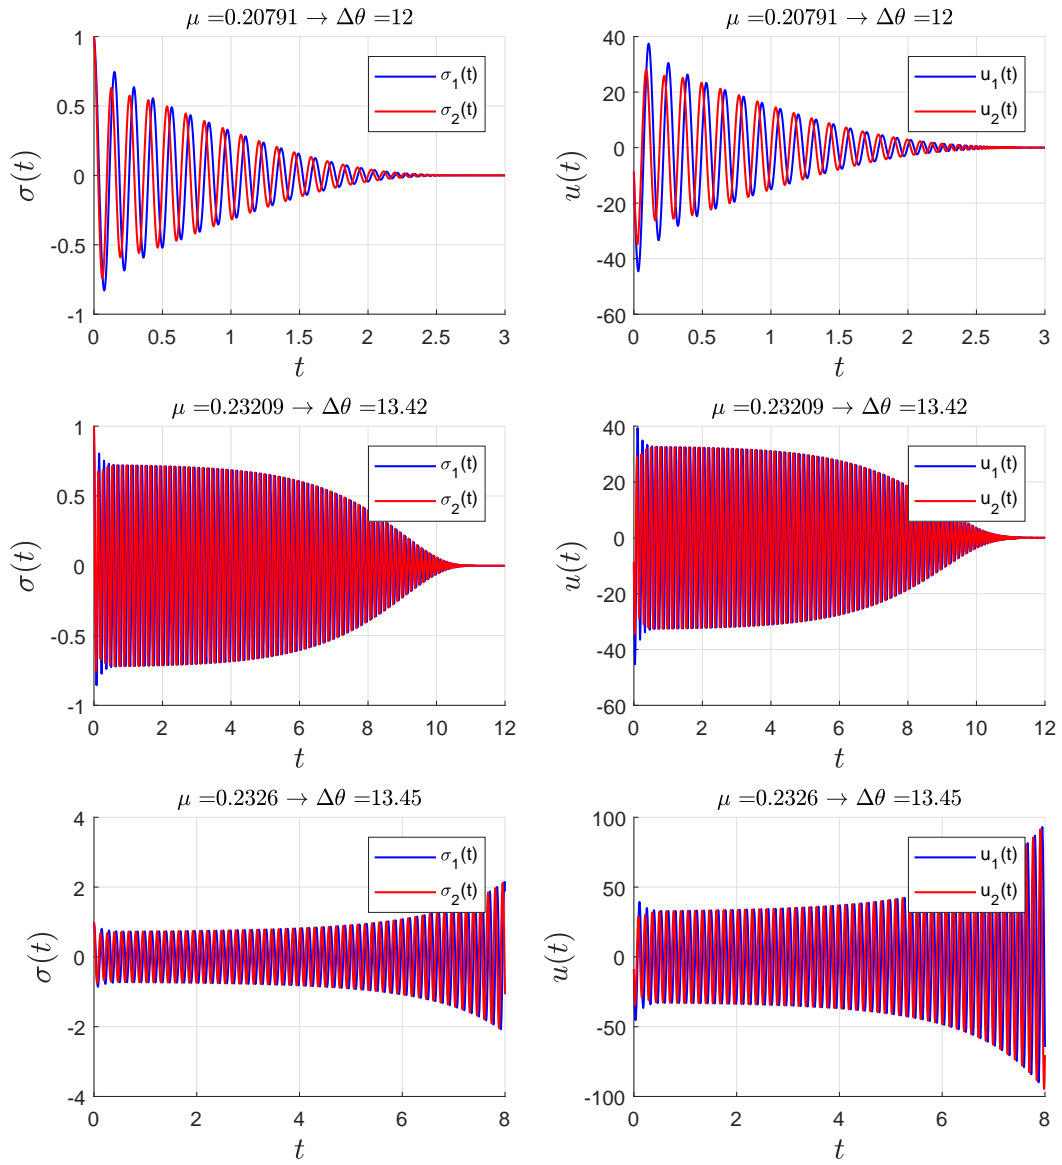 μ =0.20791 → Δθ =12
1
0.5
0
-0.5
-1
σ(t)
0 0.5 1 1.5 2 2.5 3
t
σ1(t)
σ2(t)
μ =0.20791 → Δθ =12
40
20
0
-20
-40
-60
u(t)
0 0.5 1 1.5 2 2.5 3
t
u1(t)
u2(t)
μ =0.23209 → Δθ =13.42
1
0.5
0
-0.5
-1
σ(t)
0 2 4 6 8 10 12
t
σ1(t)
σ2(t)
μ =0.23209 → Δθ =13.42
40
20
0
-20
-40
-60
u(t)
0 2 4 6 8 10 12
t
u1(t)
u2(t)
μ =0.2326 → Δθ =13.45
4
2
0
-2
-4
σ(t)
0 2 4 6 8
t
σ1(t)
σ2(t)
μ =0.2326 → Δθ =13.45
100
50
0
-50
-100
u(t)
0 2 4 6 8
t
u1(t)
u2(t)